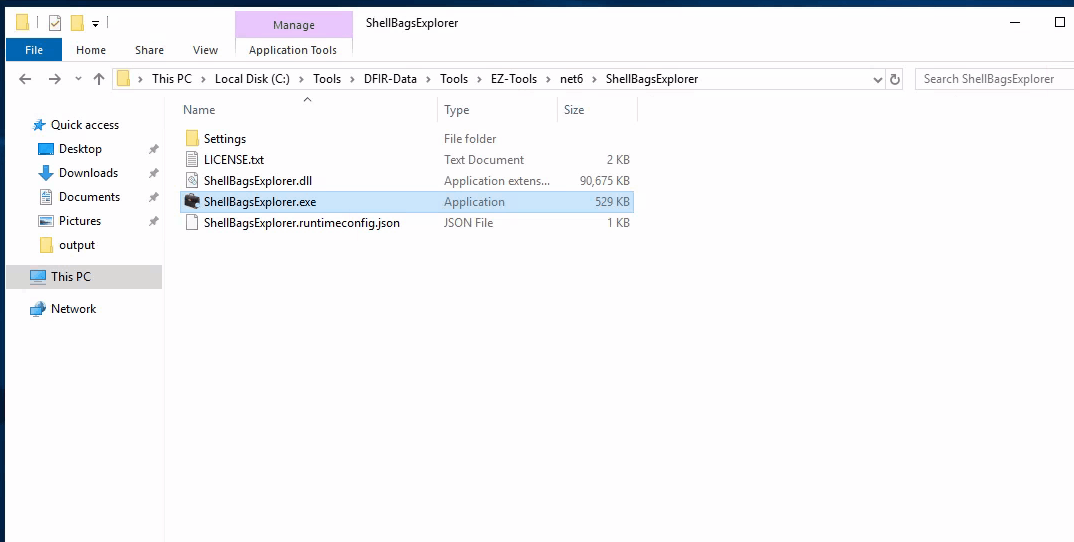 Manage
ShellBagsExplorer
File
Home
Share
View
Application Tools
This PC
Local Disk (C:)
Tools
DFIR-Data
Tools
EZ-Tools
net6
ShellBagsExplorer
Search ShellBagsExplorer
Quick access
Desktop
Downloads
Documents
Pictures
output
This PC
Network
Name Type Size
Settings File folder
LICENSE.txt Text Document 2 KB
ShellBagsExplorer.dll Application extens... 90,675 KB
ShellBagsExplorer.exe Application 529 KB
ShellBagsExplorer.runtimeconfig.json JSON File 1 KB